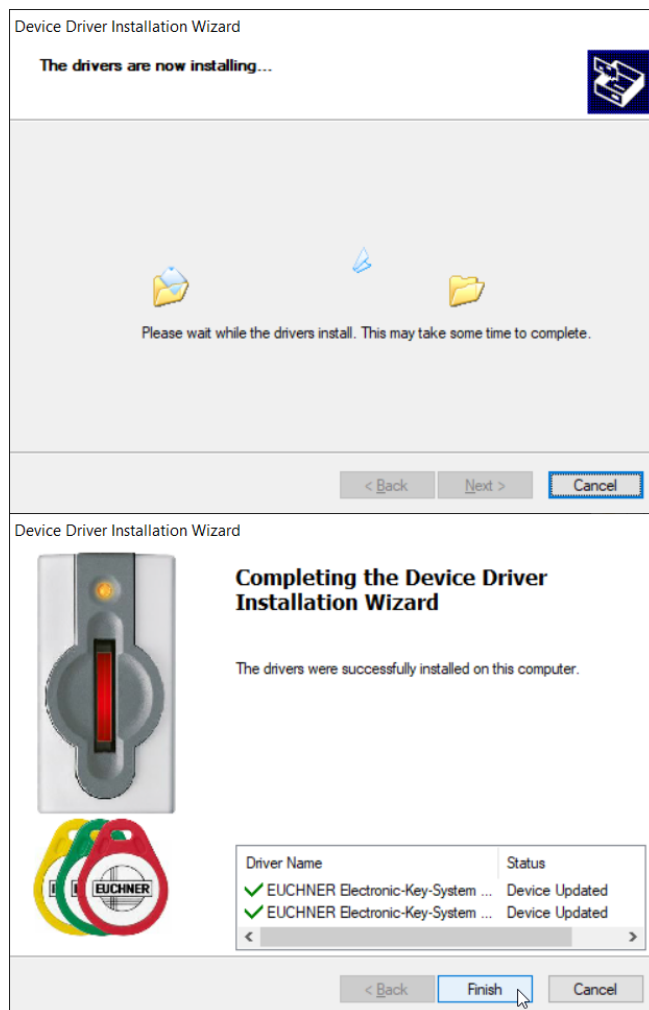 Device Driver Installation Wizard
The drivers are now installing...
Please wait while the drivers install. This may take some time to complete.
< Back
Next >
Cancel
Device Driver Installation Wizard
Completing the Device Driver
Installation Wizard
The drivers were successfully installed on this computer.
EUCHNER
Driver Name Status
EUCHNER Electronic-Key-System ... Device Updated
EUCHNER Electronic-Key-System ... Device Updated
< Back
Finish
Cancel